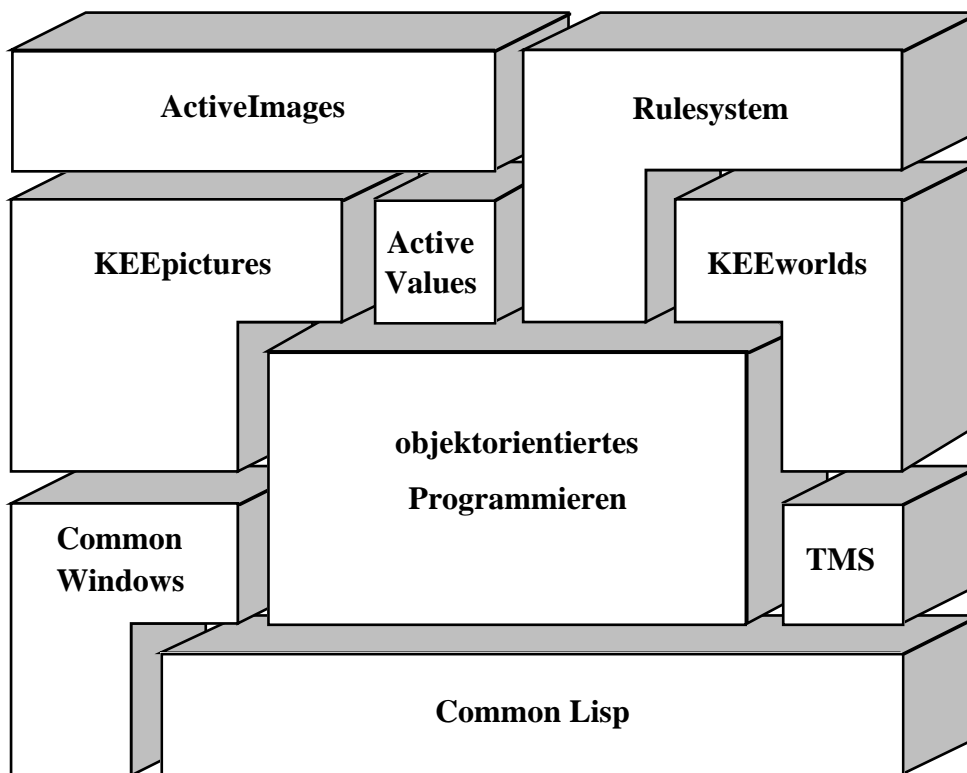 ActiveImages
Rulesystem
KEEpictures
Active
Values
KEEworlds
objektorientiertes
Programmieren
Common
Windows
TMS
Common Lisp